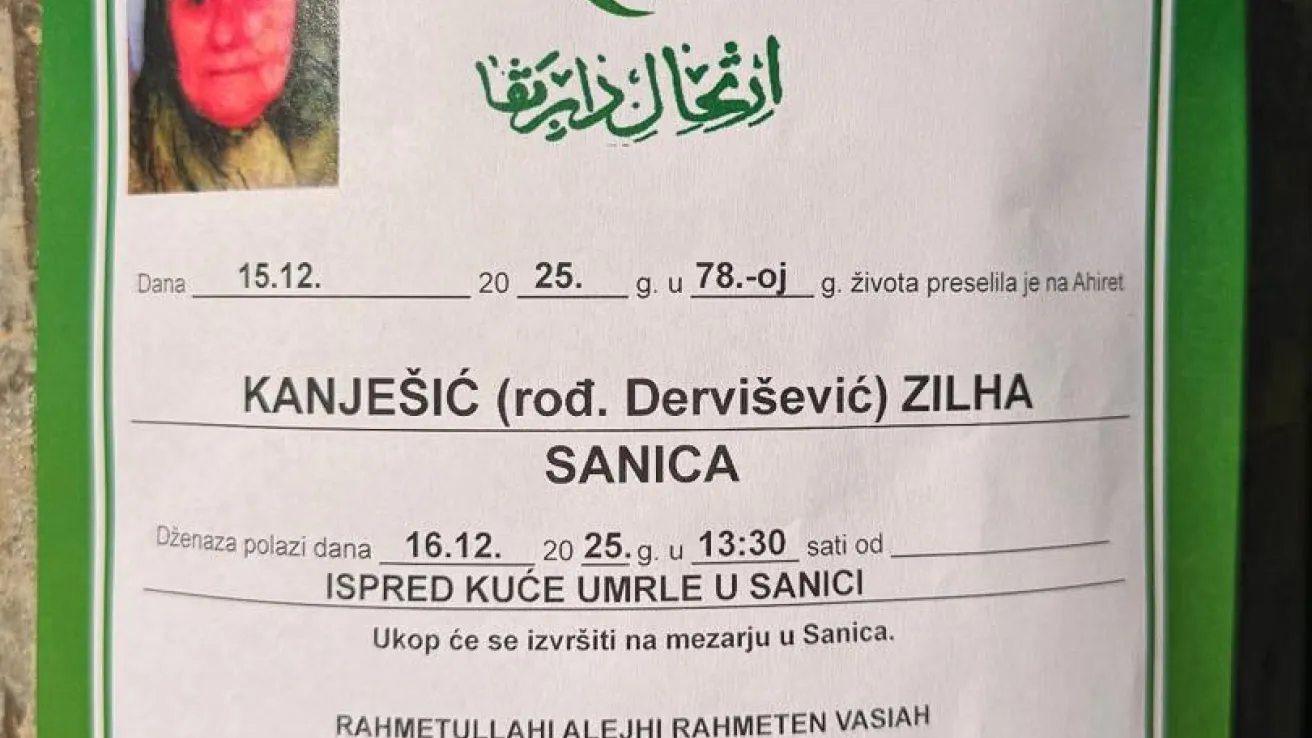 ارتحال دار بقا
Dana 15.12. 20 25. g. u 78.-oj g. života preselila je na Ahiret
KANJEŠIĆ (rođ. Dervišević) ZILHA
SANICA
Dženaza polazi dana 16.12. 20 25. g. u 13:30 sati od
ISPRED KUĆE UMRLE U SANICI
Ukop će se izvršiti na mezarju u Sanica.
RAHMETULLAHI ALEJHI RAHMETEN VASIAH